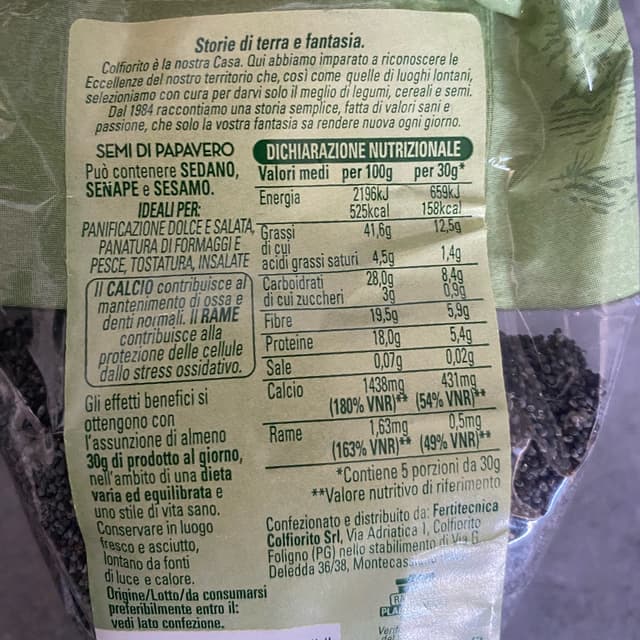 Storie di terra e fantasia.
Colfiorito è la nostra Casa. Qui abbiamo imparato a riconoscere le
Eccellenze del nostro territorio che, così come quelle di luoghi lontani,
selezioniamo con cura per darvi solo il meglio di legumi, cereali e semi.
Dal 1984 raccontiamo una storia semplice, fatta di valori sani e
passione, che solo la vostra fantasia sa rendere nuova ogni giorno.
SEMI DI PAPAVERO
Può contenere SEDANO,
SENAPE e SESAMO.
IDEALI PER:
PANIFICAZIONE DOLCE E SALATA,
PANATURA DI FORMAGGI E
PESCE, TOSTATURA, INSALATE
Il CALCIO contribuisce al
mantenimento di ossa e
denti normali. Il RAME
contribuisce alla
protezione delle cellule
dallo stress ossidativo.
Gli effetti benefici si
ottengono con
l'assunzione di almeno
30g di prodotto al giorno,
nell'ambito di una dieta
varia ed equilibrata e
uno stile di vita sano.
Conservare in luogo
fresco e asciutto,
lontano da fonti
di luce e calore.
Origine/Lotto/da consumarsi
preferibilmente entro il:
vedi lato confezione.
DICHIARAZIONE NUTRIZIONALE
Valori medi per 100g per 30g*
Energia 2196kJ 659kJ
525kcal 158kcal
Grassi 41,6g 12,5g
di cui
acidi grassi saturi 4,5g 1,4g
Carboidrati 28,0g 8,4g
di cui zuccheri 3g 0,9g
Fibre 19,5g 5,9g
Proteine 18,0g 5,4g
Sale 0,07g 0,02g
Calcio 1438mg 431mg
(180% VNR)** (54% VNR)**
Rame 1,63mg 0,5mg
(163% VNR)** (49% VNR)**
*Contiene 5 porzioni da 30g
**Valore nutritivo di riferimento
Confezionato e distribuito da: Fertitecnica
Colfiorito Srl, Via Adriatica 1, Colfiorito
Foligno (PG) nello stabilimento di Via G.
Deledda 36/38,